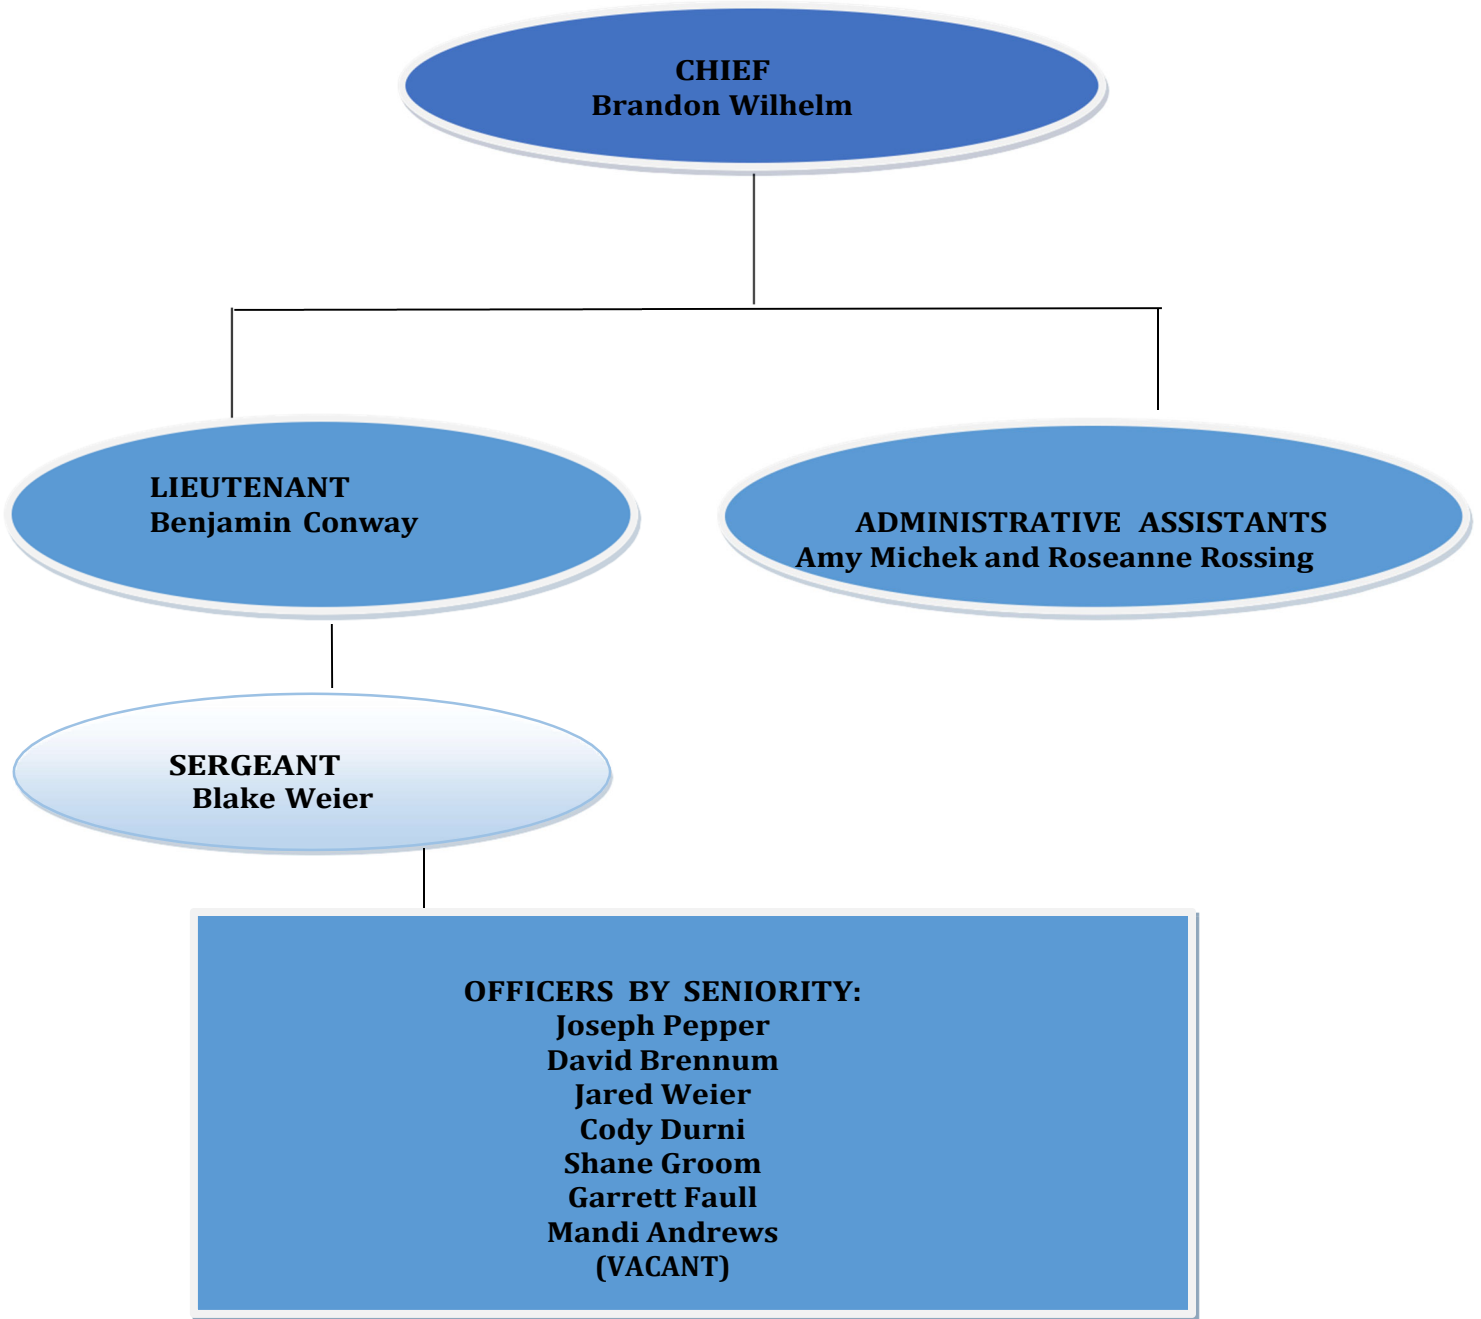 CHIEF
Brandon Wilhelm
LIEUTENANT
Benjamin Conway
ADMINISTRATIVE ASSISTANTS
Amy Michek and Roseanne Rossing
SERGEANT
Blake Weier
OFFICERS BY SENIORITY:
Joseph Pepper
David Brennum
Jared Weier
Cody Durni
Shane Groom
Garrett Faull
Mandi Andrews
(VACANT)